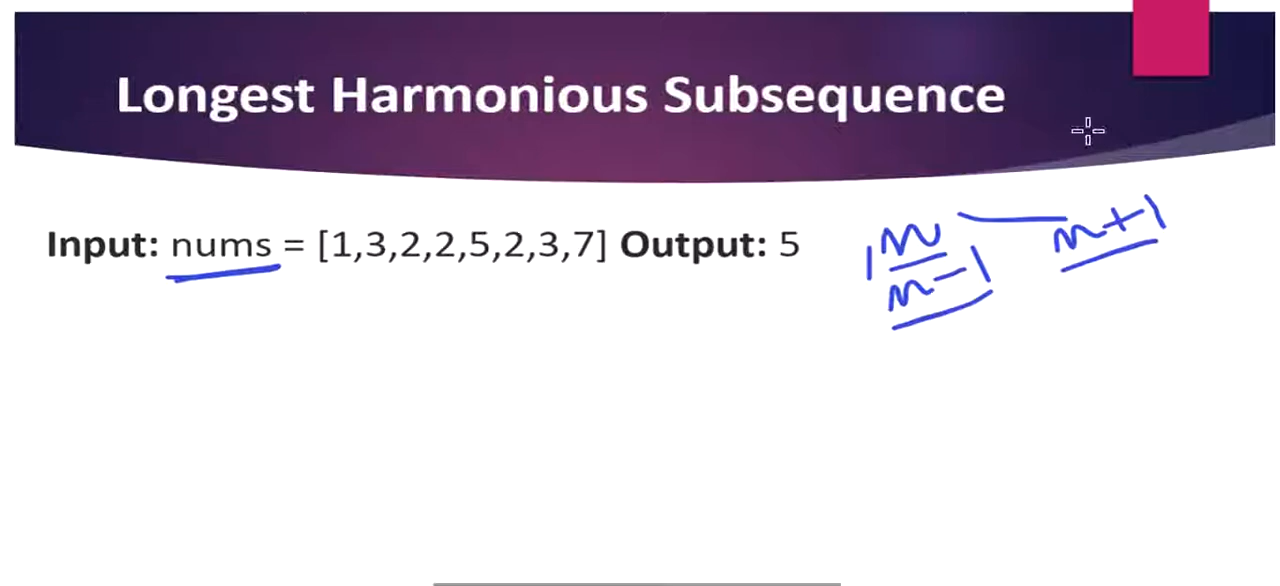 Longest Harmonious Subsequence
Input: nums = [1,3,2,2,5,2,3,7] Output: 5
n n+1
n-1